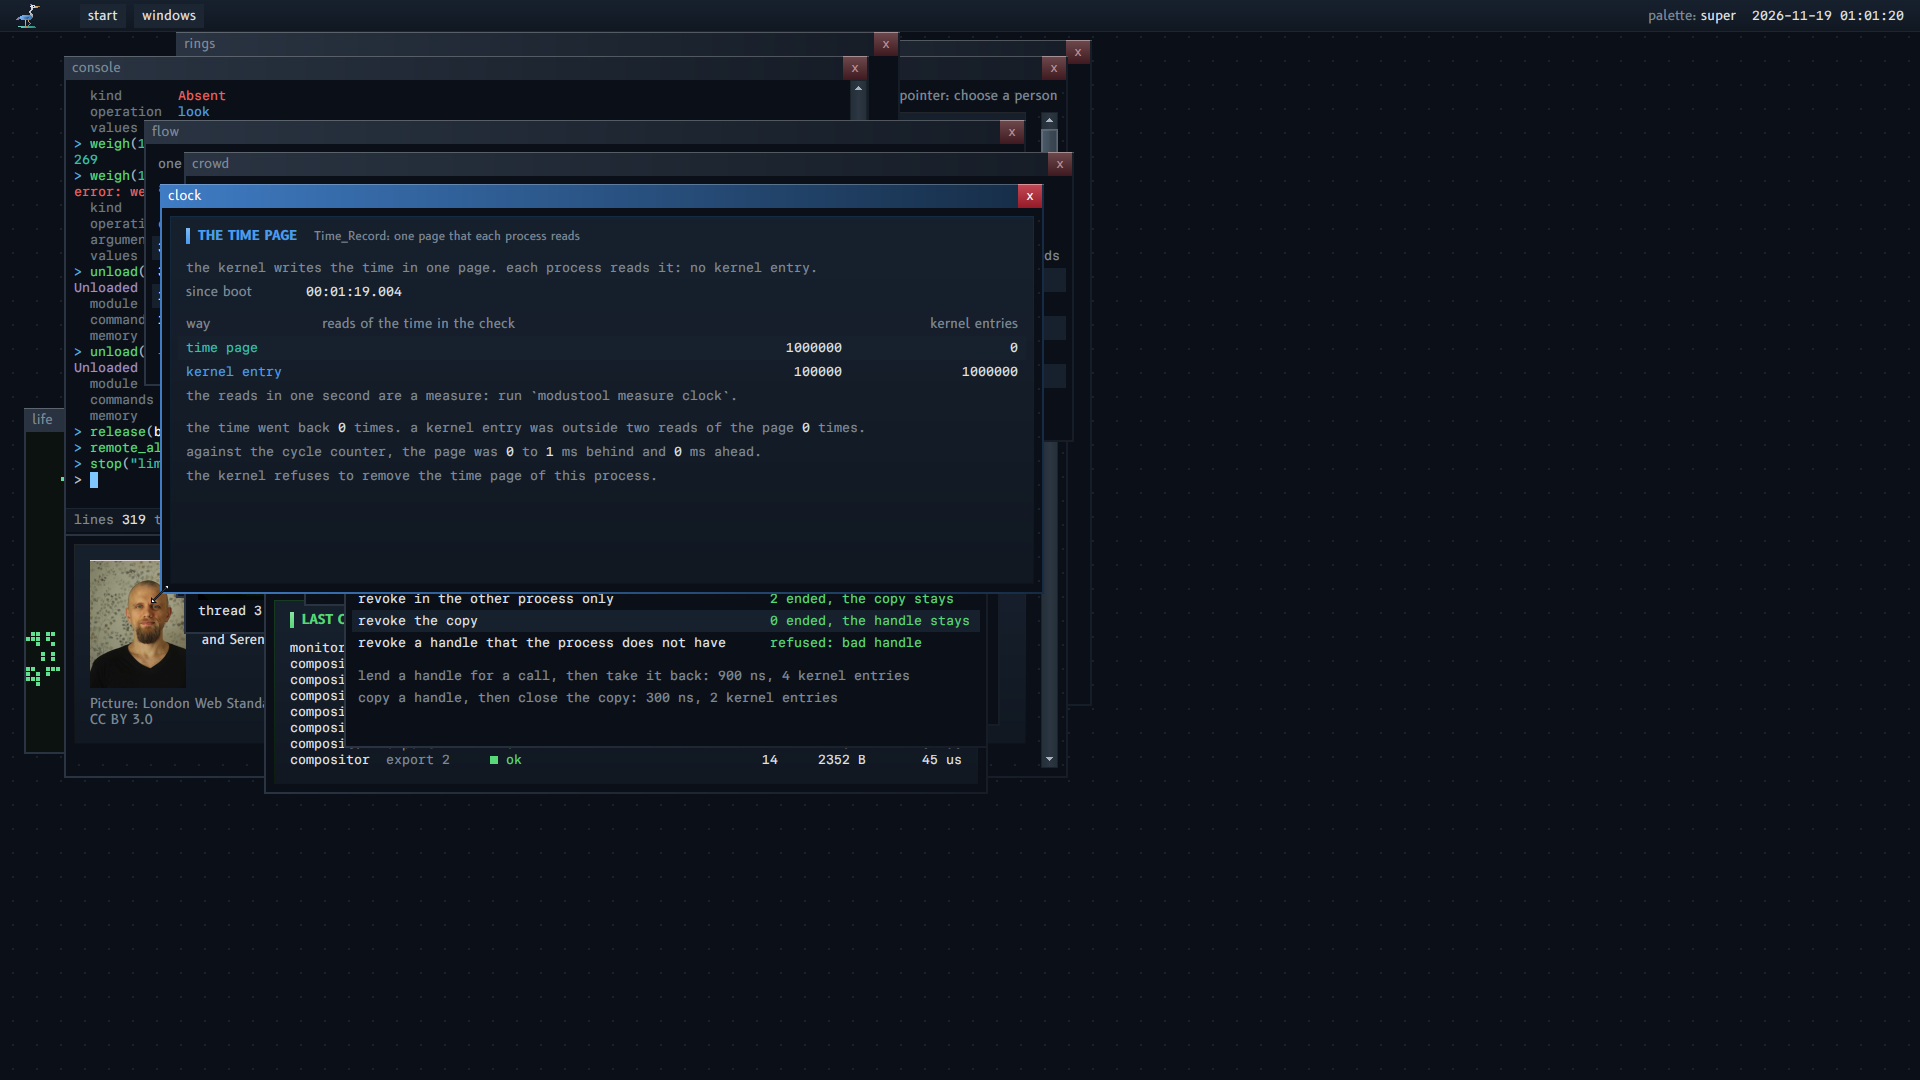 start windows palette: super 2026-11-19 01:01:20
rings x
x
console x
x
kind Absent
pointer: choose a person
operation look
values
flow x
> weigh(1
269
one
crowd x
> weigh(1
error: we
clock x
kind
operati
argumen
values
> unload(
Unloaded
module
command
memory
> unload(
Unloaded
module
commands
memory
> release(b
> remote_al
> stop("lim
>
lines 319 t
THE TIME PAGE Time_Record: one page that each process reads
the kernel writes the time in one page. each process reads it: no kernel entry.
since boot 00:01:19.004
way reads of the time in the check kernel entries
time page 1000000 0
kernel entry 100000 1000000
the reads in one second are a measure: run `modustool measure clock`.
the time went back 0 times. a kernel entry was outside two reads of the page 0 times.
against the cycle counter, the page was 0 to 1 ms behind and 0 ms ahead.
the kernel refuses to remove the time page of this process.
ds
life
thread 3
and Seren
Picture: London Web Standa
CC BY 3.0
revoke in the other process only 2 ended, the copy stays
revoke the copy 0 ended, the handle stays
revoke a handle that the process does not have refused: bad handle
lend a handle for a call, then take it back: 900 ns, 4 kernel entries
copy a handle, then close the copy: 300 ns, 2 kernel entries
LAST C
monitor
composi
composi
composi
composi
composi
composi
compositor export 2 ok 14 2352 B 45 us